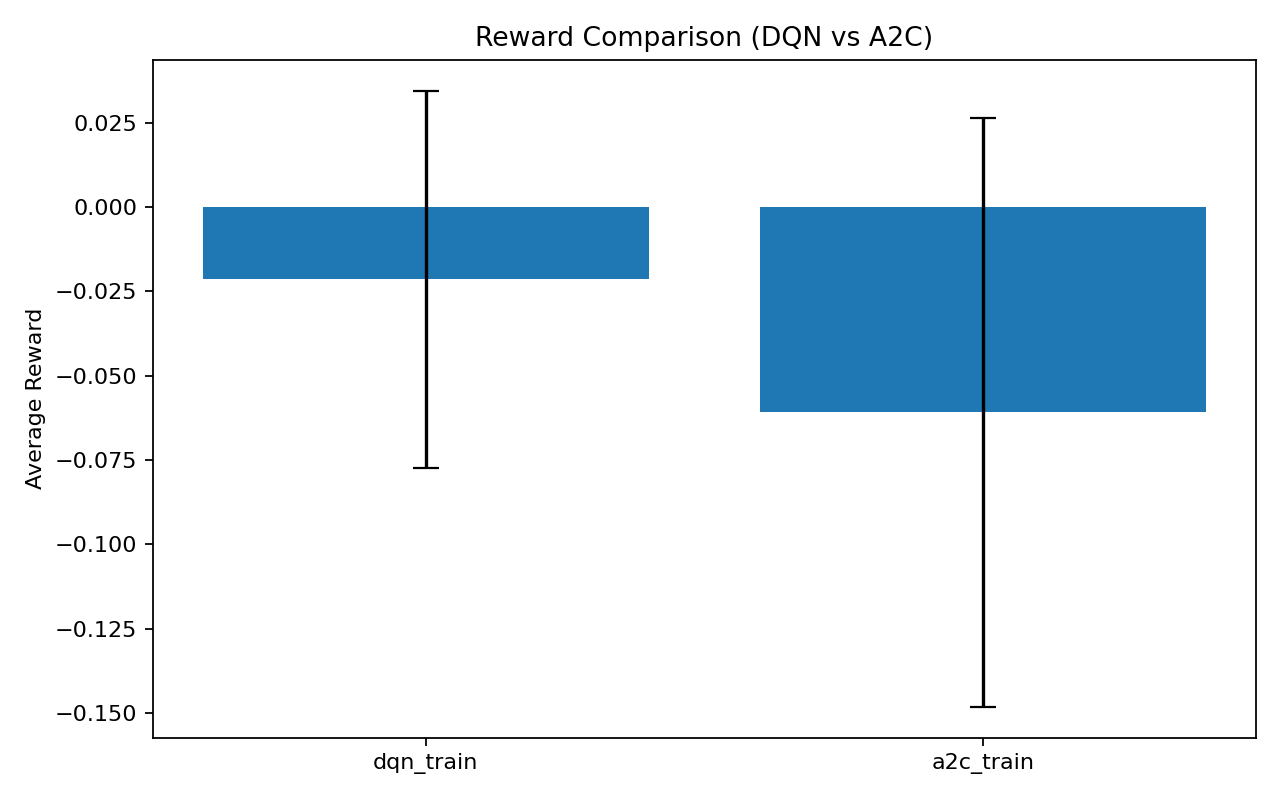 Reward Comparison (DQN vs A2C)
Average Reward
0.025
0.000
−0.025
−0.050
−0.075
−0.100
−0.125
−0.150
dqn_train
a2c_train